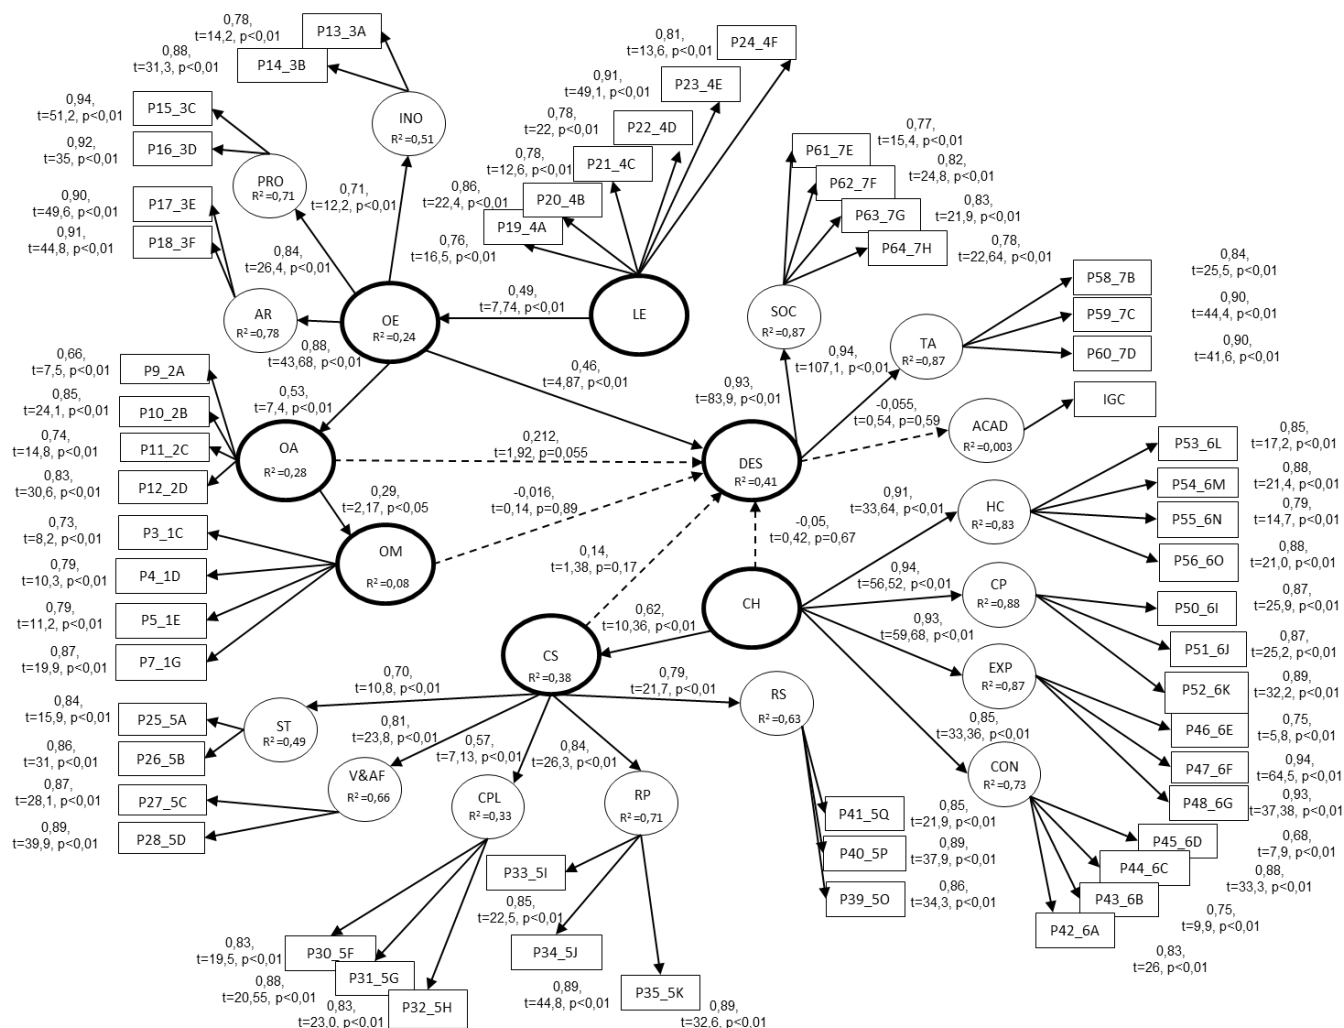 0,78,
t=14,2, p<0,01
P13_3A
0,88,
t=31,3, p<0,01
P14_3B
0,94,
t=51,2, p<0,01
P15_3C
0,92,
t=35, p<0,01
P16_3D
0,90,
t=49,6, p<0,01
P17_3E
0,91,
t=44,8, p<0,01
P18_3F
INO
R²=0,51
PRO
R²=0,71
AR
R²=0,78
0,71,
t=12,2, p<0,01
0,84,
t=26,4, p<0,01
0,88,
t=43,68, p<0,01
OE
R²=0,24
0,49,
t=7,74, p<0,01
LE
0,81,
t=13,6, p<0,01
P24_4F
0,91,
t=49,1, p<0,01
P23_4E
0,78,
t=22, p<0,01
P22_4D
0,78,
t=12,6, p<0,01
P21_4C
0,86,
t=22,4, p<0,01
P20_4B
P19_4A
0,76,
t=16,5, p<0,01
P61_7E
0,77,
t=15,4, p<0,01
P62_7F
0,82,
t=24,8, p<0,01
P63_7G
0,83,
t=21,9, p<0,01
P64_7H
0,78,
t=22,64, p<0,01
SOC
R²=0,87
TA
R²=0,87
P58_7B
0,84,
t=25,5, p<0,01
P59_7C
0,90,
t=44,4, p<0,01
P60_7D
0,90,
t=41,6, p<0,01
0,94,
t=107,1, p<0,01
0,93,
t=83,9, p<0,01
0,46,
t=4,87, p<0,01
-0,055,
t=0,54, p=0,59
ACAD
R²=0,003
IGC
0,66,
t=7,5, p<0,01
P9_2A
0,85,
t=24,1, p<0,01
P10_2B
0,74,
t=14,8, p<0,01
P11_2C
0,83,
t=30,6, p<0,01
P12_2D
0,53,
t=7,4, p<0,01
OA
R²=0,28
0,212,
t=1,92, p=0,055
DES
R²=0,41
0,29,
t=2,17, p<0,05
-0,016,
t=0,14, p=0,89
0,73,
t=8,2, p<0,01
P3_1C
0,79,
t=10,3, p<0,01
P4_1D
0,79,
t=11,2, p<0,01
P5_1E
0,87,
t=19,9, p<0,01
P7_1G
OM
R²=0,08
0,14,
t=1,38, p=0,17
-0,05,
t=0,42, p=0,67
CH
0,62,
t=10,36, p<0,01
CS
R²=0,38
0,91,
t=33,64, p<0,01
HC
R²=0,83
P53_6L
0,85,
t=17,2, p<0,01
P54_6M
0,88,
t=21,4, p<0,01
P55_6N
0,79,
t=14,7, p<0,01
P56_6O
0,88,
t=21,0, p<0,01
0,94,
t=56,52, p<0,01
CP
R²=0,88
P50_6I
0,87,
t=25,9, p<0,01
P51_6J
0,87,
t=25,2, p<0,01
P52_6K
0,89,
t=32,2, p<0,01
0,93,
t=59,68, p<0,01
EXP
R²=0,87
P46_6E
0,75,
t=5,8, p<0,01
P47_6F
0,94,
t=64,5, p<0,01
P48_6G
0,93,
t=37,38, p<0,01
0,85,
t=33,36, p<0,01
CON
R²=0,73
P45_6D
0,68,
t=7,9, p<0,01
P44_6C
0,88,
t=33,3, p<0,01
P43_6B
0,75,
t=9,9, p<0,01
P42_6A
0,83,
t=26, p<0,01
0,70,
t=10,8, p<0,01
ST
R²=0,49
0,84,
t=15,9, p<0,01
P25_5A
0,86,
t=31, p<0,01
P26_5B
0,81,
t=23,8, p<0,01
V&AF
R²=0,66
0,87,
t=28,1, p<0,01
P27_5C
0,89,
t=39,9, p<0,01
P28_5D
0,57,
t=7,13, p<0,01
CPL
R²=0,33
0,84,
t=26,3, p<0,01
RP
R²=0,71
0,79,
t=21,7, p<0,01
RS
R²=0,63
P41_5Q
0,85,
t=21,9, p<0,01
P40_5P
0,89,
t=37,9, p<0,01
P39_5O
0,86,
t=34,3, p<0,01
P33_5I
0,85,
t=22,5, p<0,01
P34_5J
0,89,
t=44,8, p<0,01
P35_5K
0,89,
t=32,6, p<0,01
P30_5F
0,83,
t=19,5, p<0,01
P31_5G
0,88,
t=20,55, p<0,01
P32_5H
0,83,
t=23,0, p<0,01